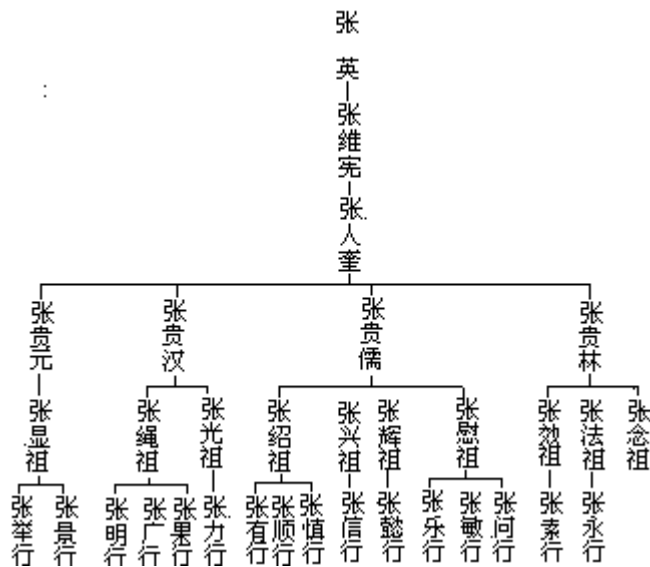 张英
张维宪
张人奎
张贵元
张贵汉
张贵儒
张贵林
张显祖
张绳祖
张光祖
张绍祖
张兴祖
张辉祖
张慰祖
张效祖
张法祖
张念祖
张举行
张景行
张明行
张广行
张果行
张力行
张有行
张顺行
张慎行
张信行
张懿行
张乐行
张敏行
张问行
张素行
张永行